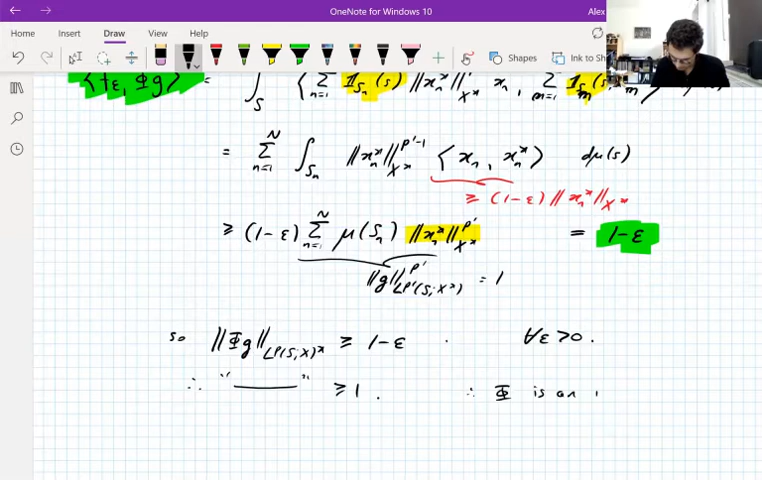 OneNote for Windows 10
Alex
Home Insert Draw View Help
Shapes Ink to Sh
⟨f_ε, Φg⟩ = ∫_S ⟨ Σ_{n=1} 𝟙_{S_n}(s) ‖x_n^*‖_{X^*}^{p'-1} x_n , Σ_{m=1} 𝟙_{S_m}(s)
= Σ_{n=1}^N ∫_{S_n} ‖x_n^*‖_{X^*}^{p'-1} ⟨x_n, x_n^*⟩ dμ(s)
≥ (1-ε) ‖x_n^*‖_{X^*}
≥ (1-ε) Σ_{n=1}^N μ(S_n) ‖x_n^*‖_{X^*}^{p'} = 1-ε
‖g‖_{L^{p'}(S;X^*)}^{p'} = 1
so ‖Φg‖_{L^p(S;X)^*} ≥ 1-ε . ∀ε>0.
∴ "———" ≥ 1 . ∴ Φ is an i